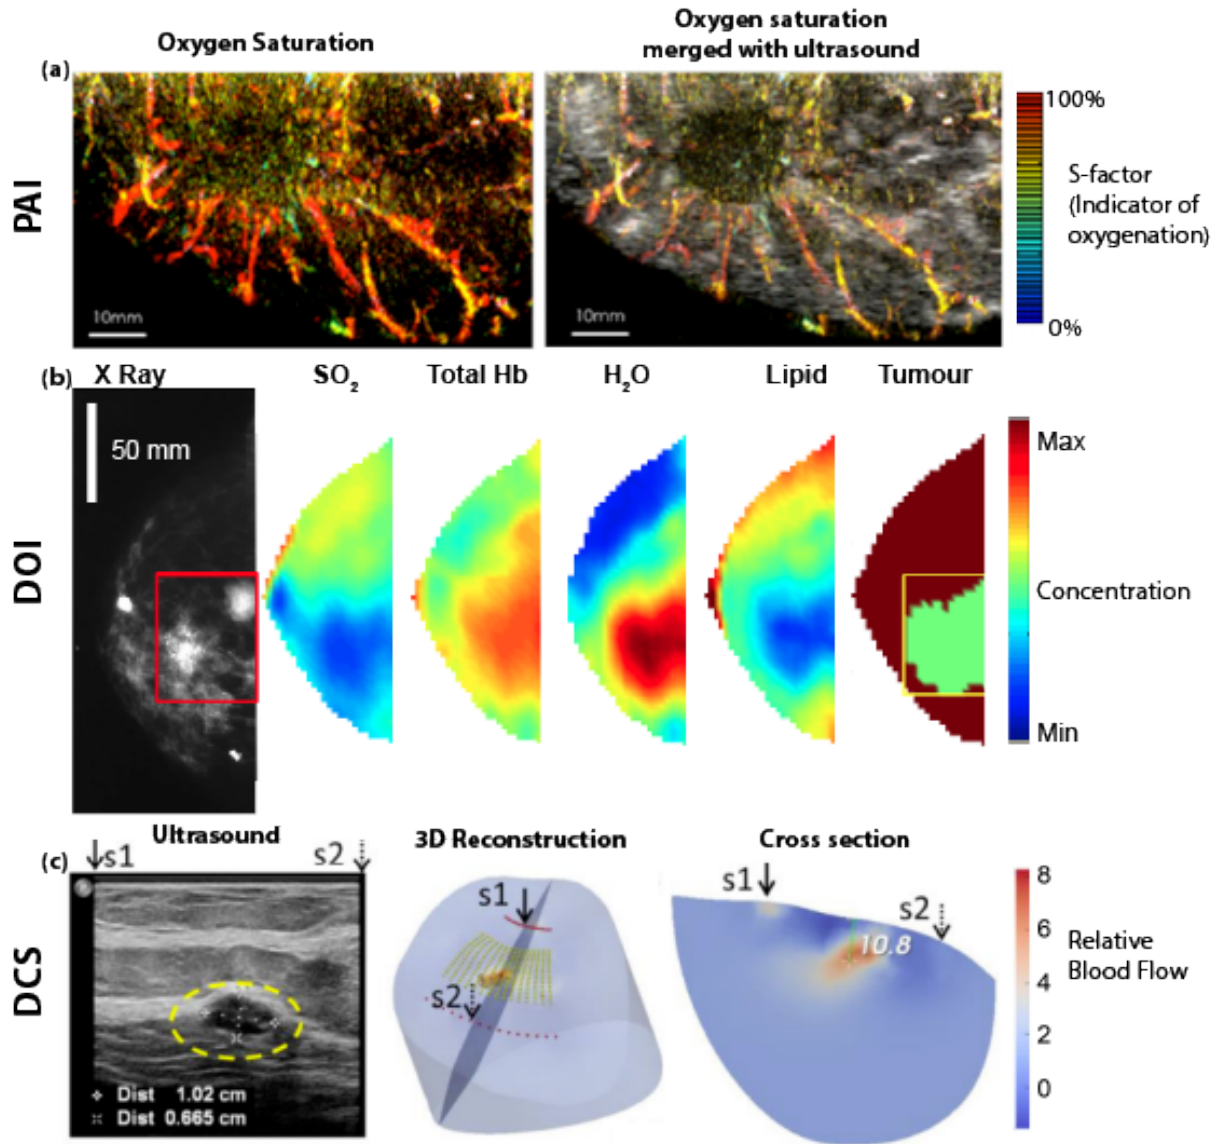 Oxygen Saturation
Oxygen saturation
merged with ultrasound
(a)
PAI
10mm
10mm
100%
S-factor
(Indicator of
oxygenation)
0%
(b)
X Ray
SO2
Total Hb
H2O
Lipid
Tumour
DOI
50 mm
Max
Concentration
Min
Ultrasound
3D Reconstruction
Cross section
(c)
s1
s2
DCS
Dist 1.02 cm
Dist 0.665 cm
s1
s2
s1
s2
10.8
8
6
4
2
0
Relative
Blood Flow